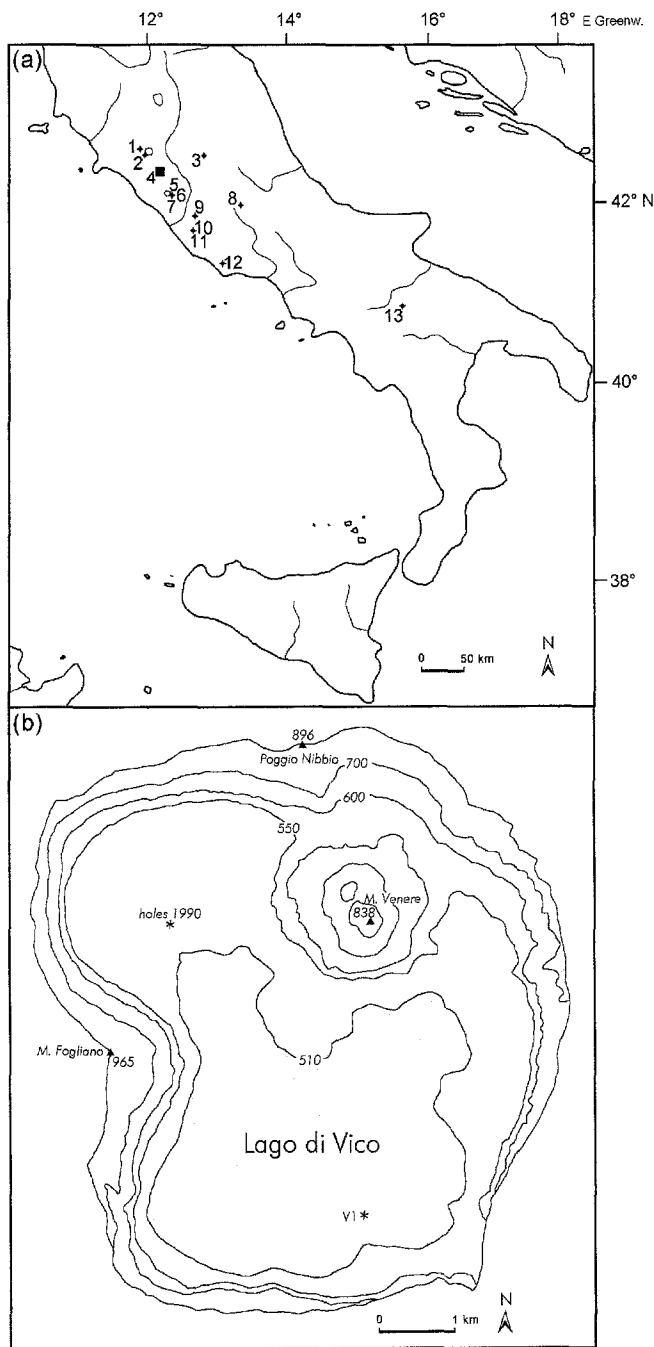 12° 14° 16° 18° E Greenw.
(a)
1
2
3
4
5
6
7
8
9
10
11
12
13
42° N
40°
38°
0 50 km
N
(b)
896
Poggio Nibbio
700
600
550
M. Venere
838
holes 1990
M. Fogliano
965
510
Lago di Vico
V1
N
0 1 km